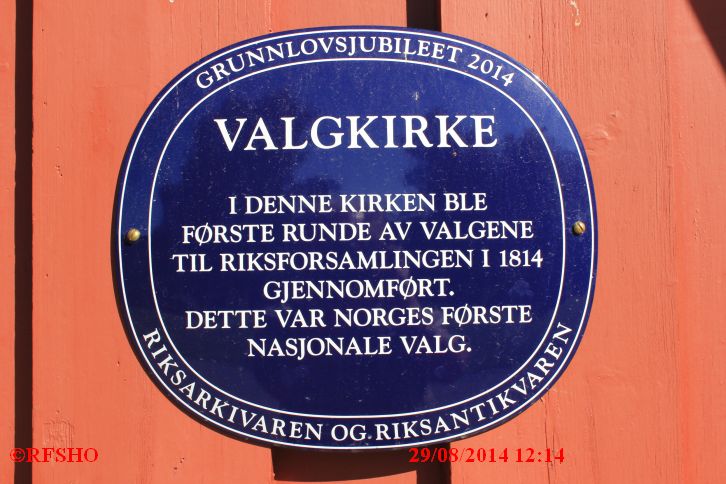 GRUNNLOVSJUBILEET 2014
VALGKIRKE
I DENNE KIRKEN BLE
FØRSTE RUNDE AV VALGENE
TIL RIKSFORSAMLINGEN I 1814
GJENNOMFØRT.
DETTE VAR NORGES FØRSTE
NASJONALE VALG.
RIKSARKIVAREN OG RIKSANTIKVAREN
©RFSHO
29/08/2014 12:14